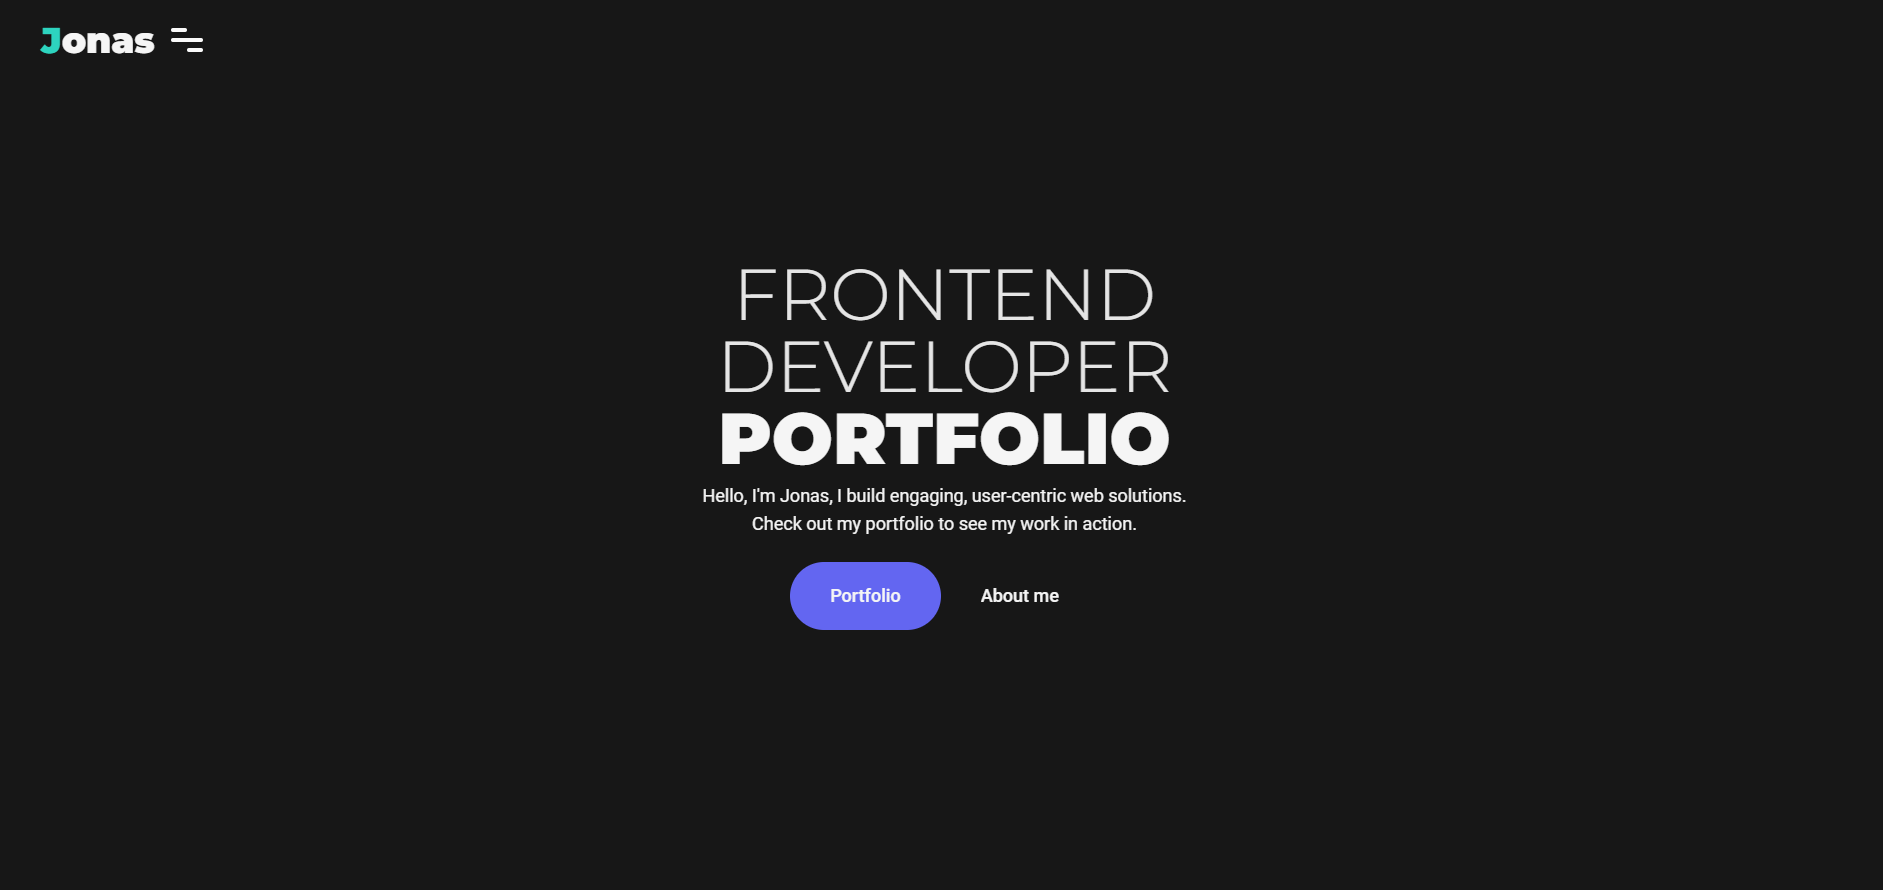 Jonas
FRONTEND
DEVELOPER
PORTFOLIO
Hello, I'm Jonas, I build engaging, user-centric web solutions.
Check out my portfolio to see my work in action.
Portfolio
About me